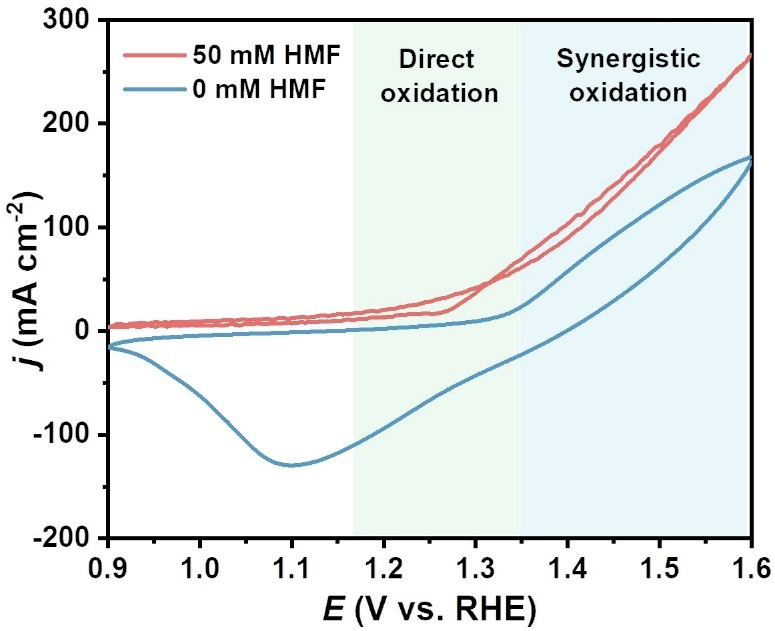 50 mM HMF
0 mM HMF
Direct
oxidation
Synergistic
oxidation
300
200
100
0
-100
-200
j (mA cm-2)
0.9 1.0 1.1 1.2 1.3 1.4 1.5 1.6
E (V vs. RHE)